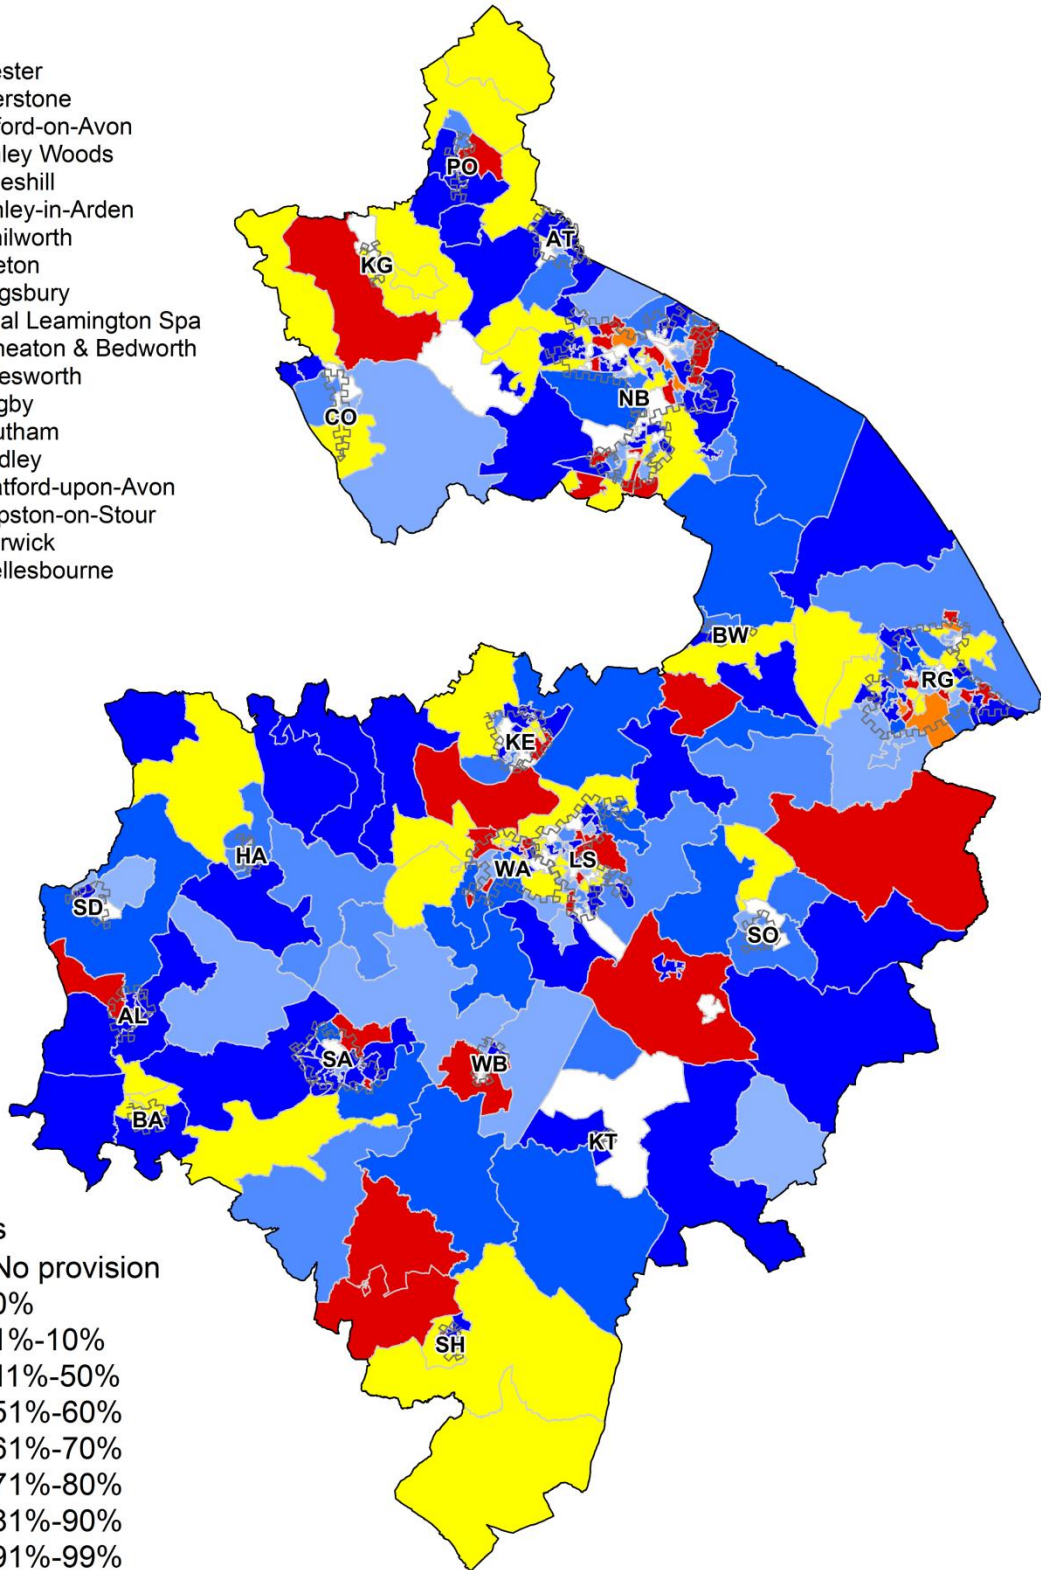 ester
erstone
ford-on-Avon
ley Woods
eshill
nley-in-Arden
nilworth
eton
gsbury
al Leamington Spa
neaton & Bedworth
esworth
gby
utham
dley
atford-upon-Avon
pston-on-Stour
arwick
ellesbourne
PO
AT
KG
NB
CO
BW
RG
KE
HA
WA
LS
SD
SO
AL
SA
WB
BA
KT
s
No provision
0%
1%-10%
11%-50%
SH
51%-60%
61%-70%
71%-80%
81%-90%
91%-99%